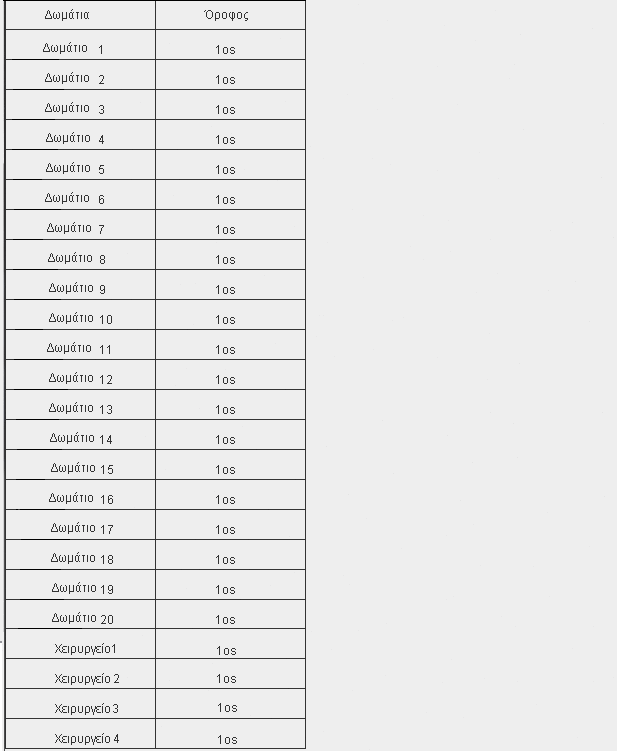 Δωμάτια Όροφος
Δωμάτιο 1 1os
Δωμάτιο 2 1os
Δωμάτιο 3 1os
Δωμάτιο 4 1os
Δωμάτιο 5 1os
Δωμάτιο 6 1os
Δωμάτιο 7 1os
Δωμάτιο 8 1os
Δωμάτιο 9 1os
Δωμάτιο 10 1os
Δωμάτιο 11 1os
Δωμάτιο 12 1os
Δωμάτιο 13 1os
Δωμάτιο 14 1os
Δωμάτιο 15 1os
Δωμάτιο 16 1os
Δωμάτιο 17 1os
Δωμάτιο 18 1os
Δωμάτιο 19 1os
Δωμάτιο 20 1os
Χειρυργείο1 1os
Χειρυργείο 2 1os
Χειρυργείο 3 1os
Χειρυργείο 4 1os